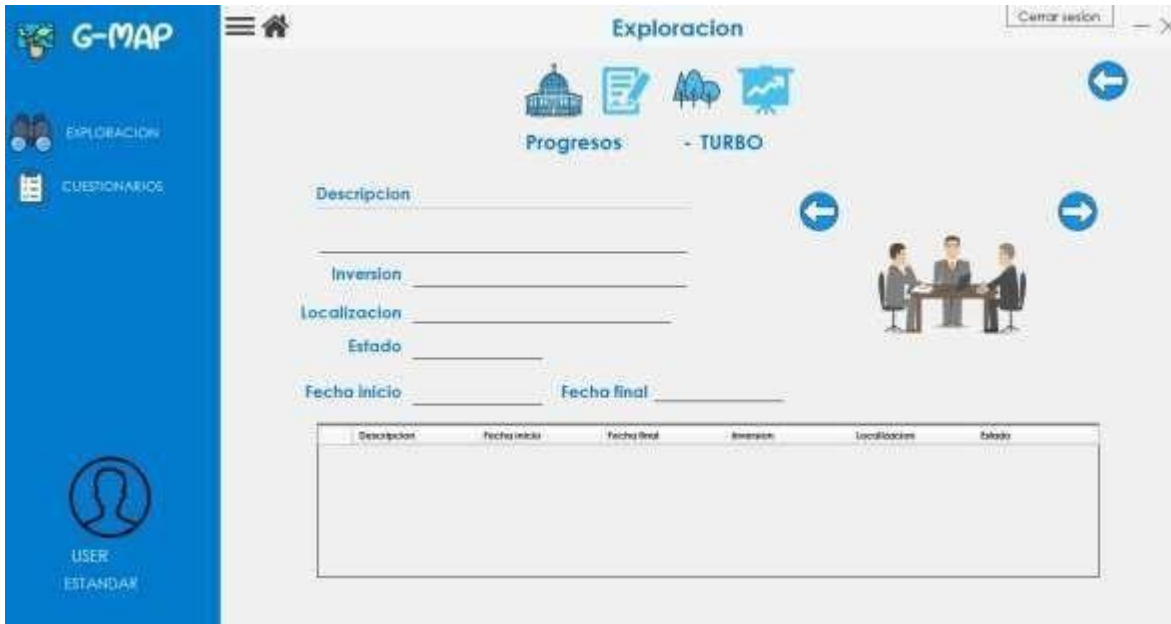 G-MAP
Exploracion
Cerrar sesion
EXPLORACION
CUESTIONARIOS
Progresos - TURBO
Descripcion
Inversion
Localizacion
Estado
Fecha inicio Fecha final
Descripcion Fecha inicio Fecha final Inversion Localizacion Estado
USER
ESTANDAR